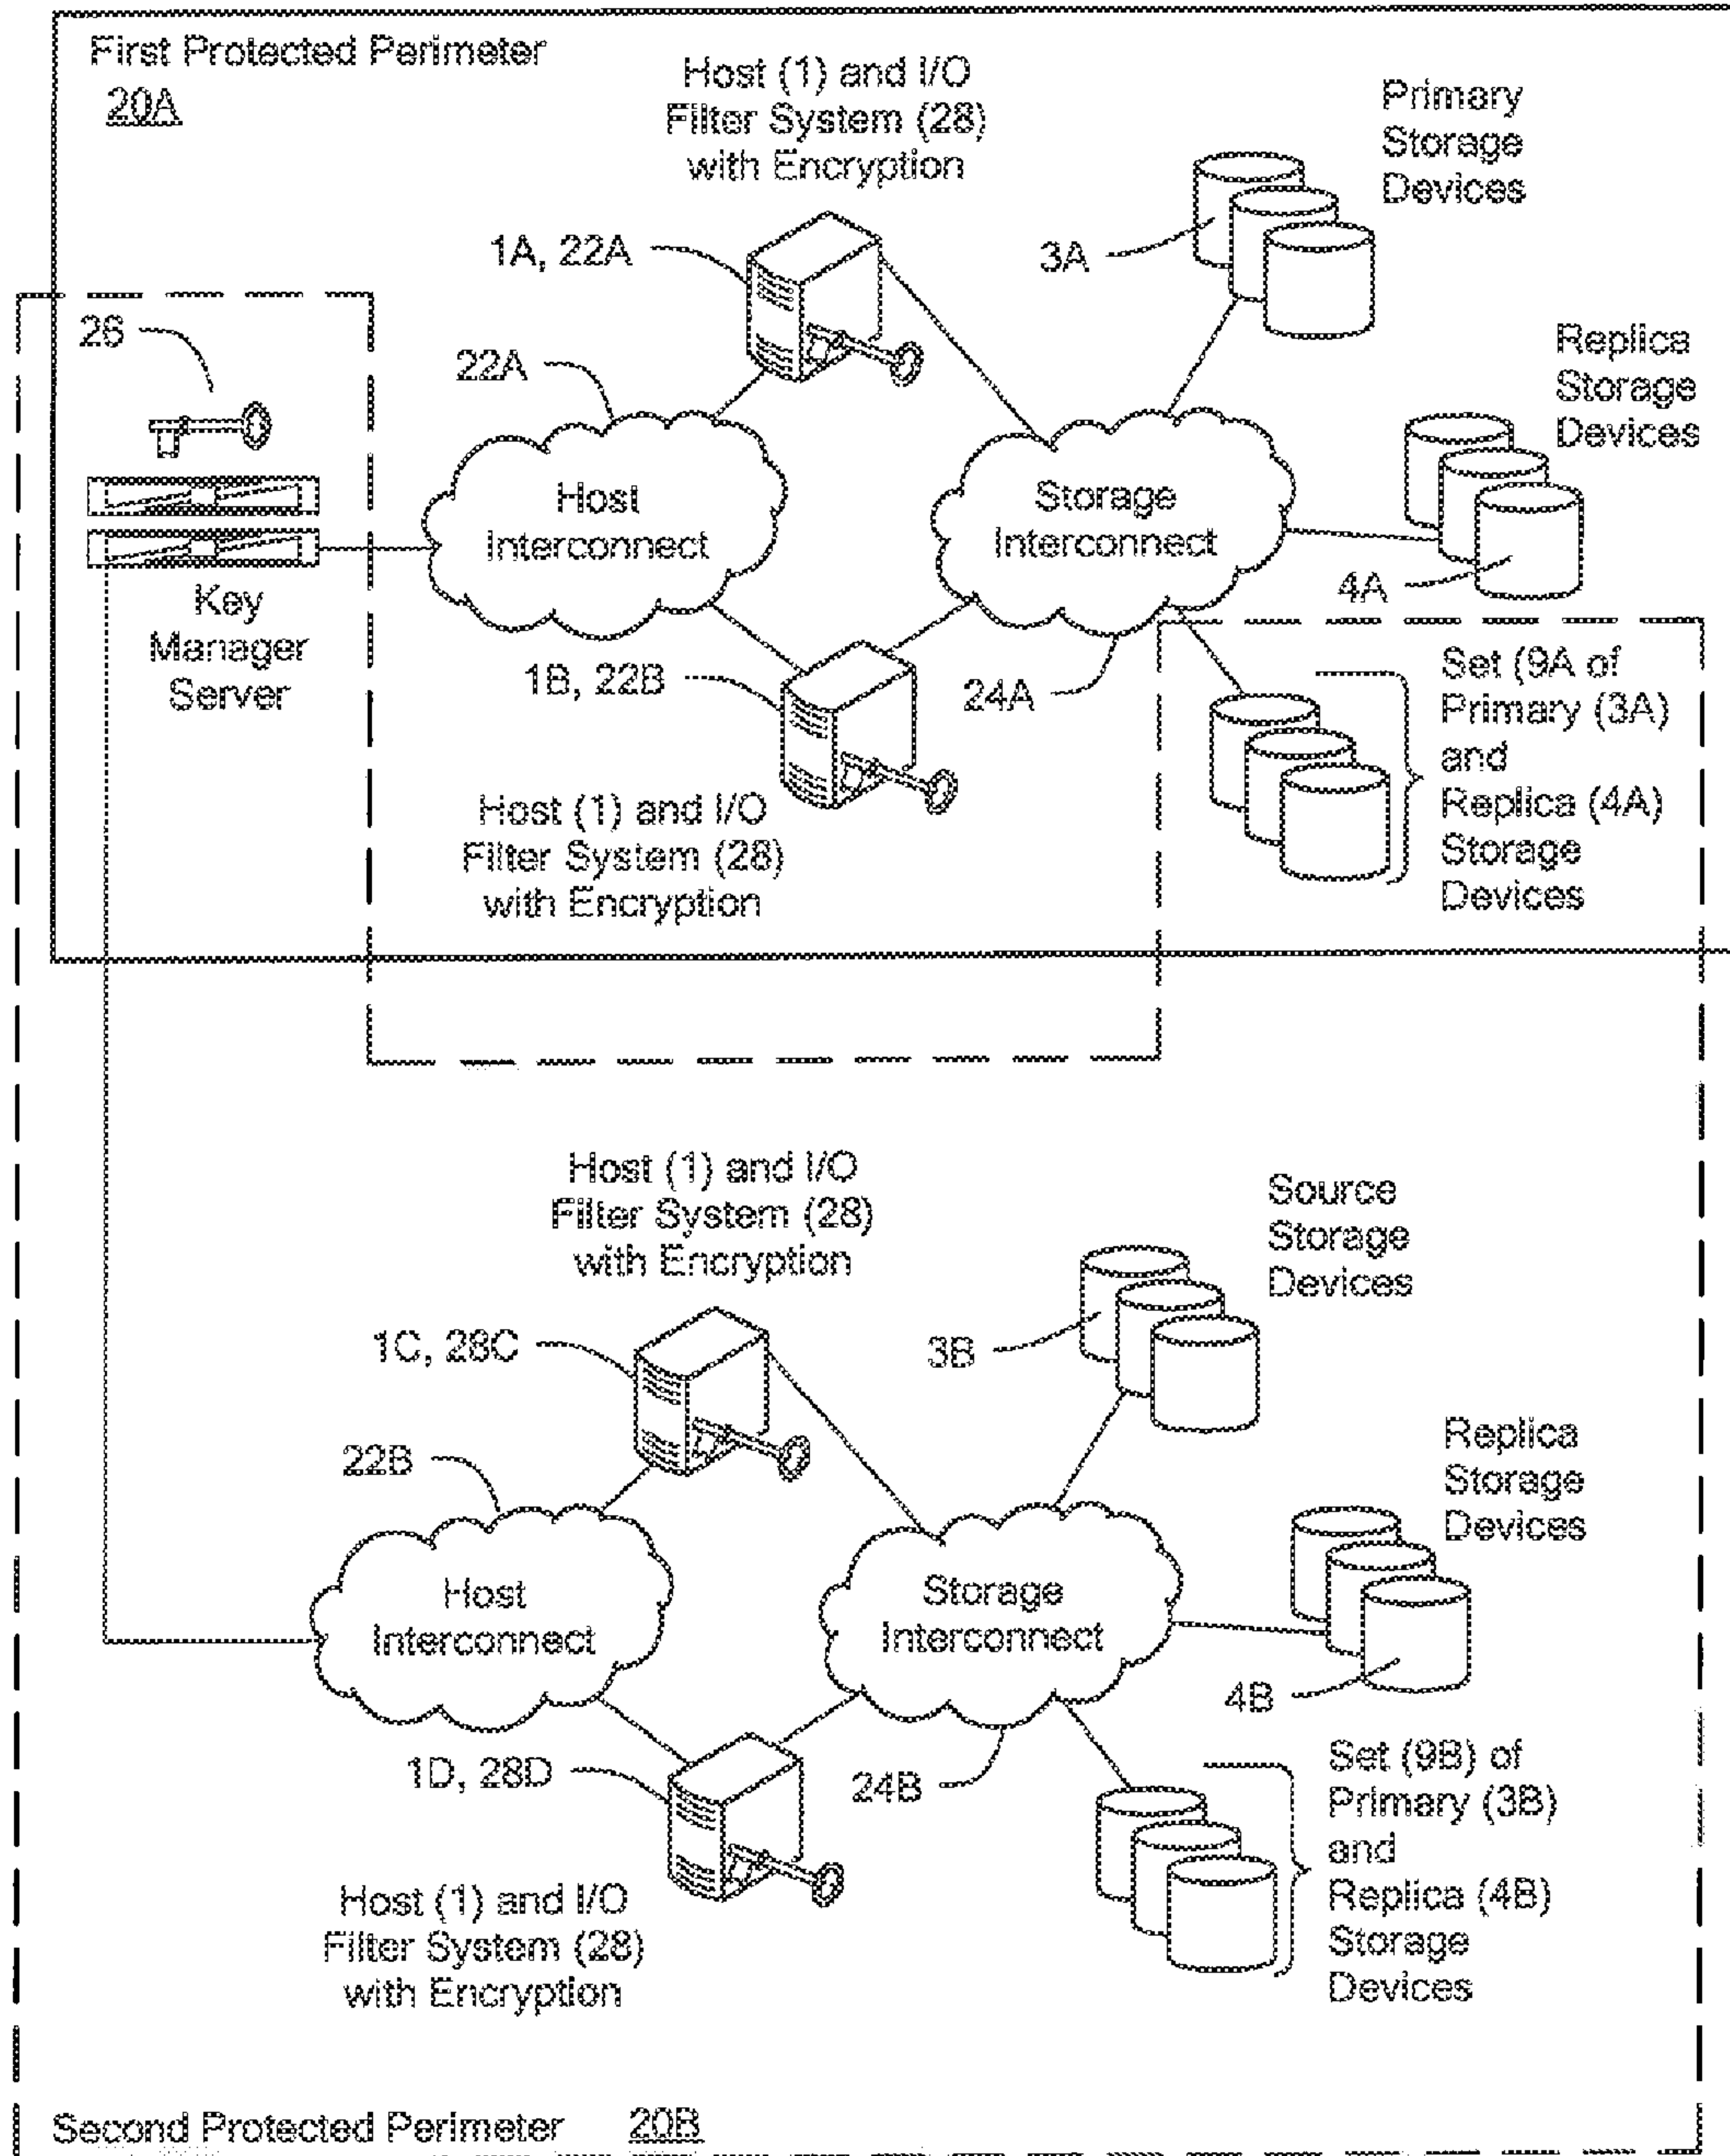 First Protected Perimeter
20A
Host (1) and I/O
Filter System (28)
with Encryption
Primary
Storage
Devices
1A, 22A
3A
26
22A
Replica
Storage
Devices
Host
Interconnect
Storage
Interconnect
4A
Key
Manager
Server
1B, 22B
24A
Set (9A of
Primary (3A)
and
Replica (4A)
Storage
Devices
Host (1) and I/O
Filter System (28)
with Encryption
Host (1) and I/O
Filter System (28)
with Encryption
Source
Storage
Devices
1C, 28C
3B
22B
Replica
Storage
Devices
Host
Interconnect
Storage
Interconnect
4B
1D, 28D
24B
Set (9B) of
Primary (3B)
and
Replica (4B)
Storage
Devices
Host (1) and I/O
Filter System (28)
with Encryption
Second Protected Perimeter 20B